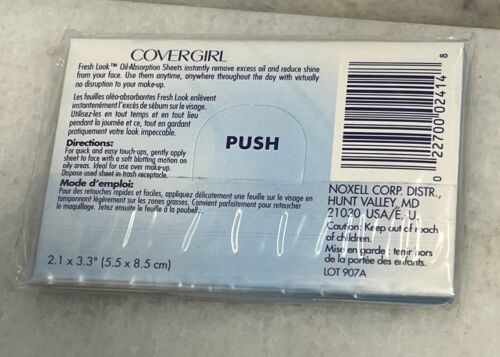 COVERGIRL
Fresh Look™ Oil-Absorption Sheets instantly remove excess oil and reduce shine
from your face. Use them anytime, anywhere throughout the day with virtually
no disruption to your make-up.
Les feuilles oléo-absorbantes Fresh Look enlèvent
instantanément l'excès de sébum sur le visage.
Utilisez-les en tout temps et en tout lieu
pendant la journée et ce, tout en gardant
pratiquement votre look impeccable.
Directions:
For quick and easy touch-ups, gently apply
sheet to face with a soft blotting motion on
oily areas. Ideal for use over make-up.
Dispose used sheet in trash receptacle.
Mode d'emploi:
Pour des retouches rapides et faciles, appliquez délicatement une feuille sur le visage en
tamponnant légèrement sur les zones grasses. Convient parfaitement pour retoucher
le maquillage. Jetez ensuite le feuille à la poubelle.
2.1 x 3.3" (5.5 x 8.5 cm)
PUSH
0 22700 02414 8
NOXELL CORP. DISTR.,
HUNT VALLEY, MD
21030 USA/E. U.
Caution: Keep out of reach
of children.
Mise en garde: tenir hors
de la portée des enfants.
LOT 907A